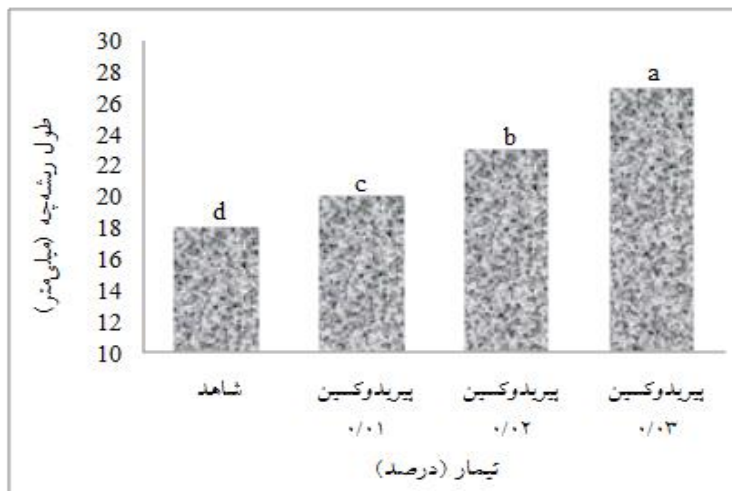 طول ریشه‌چه (میلی‌متر)
30
28
26
24
22
20
18
16
14
12
10
d
c
b
a
شاهد
پیریدوکسین
۰/۰۱
پیریدوکسین
۰/۰۲
پیریدوکسین
۰/۰۳
تیمار (درصد)